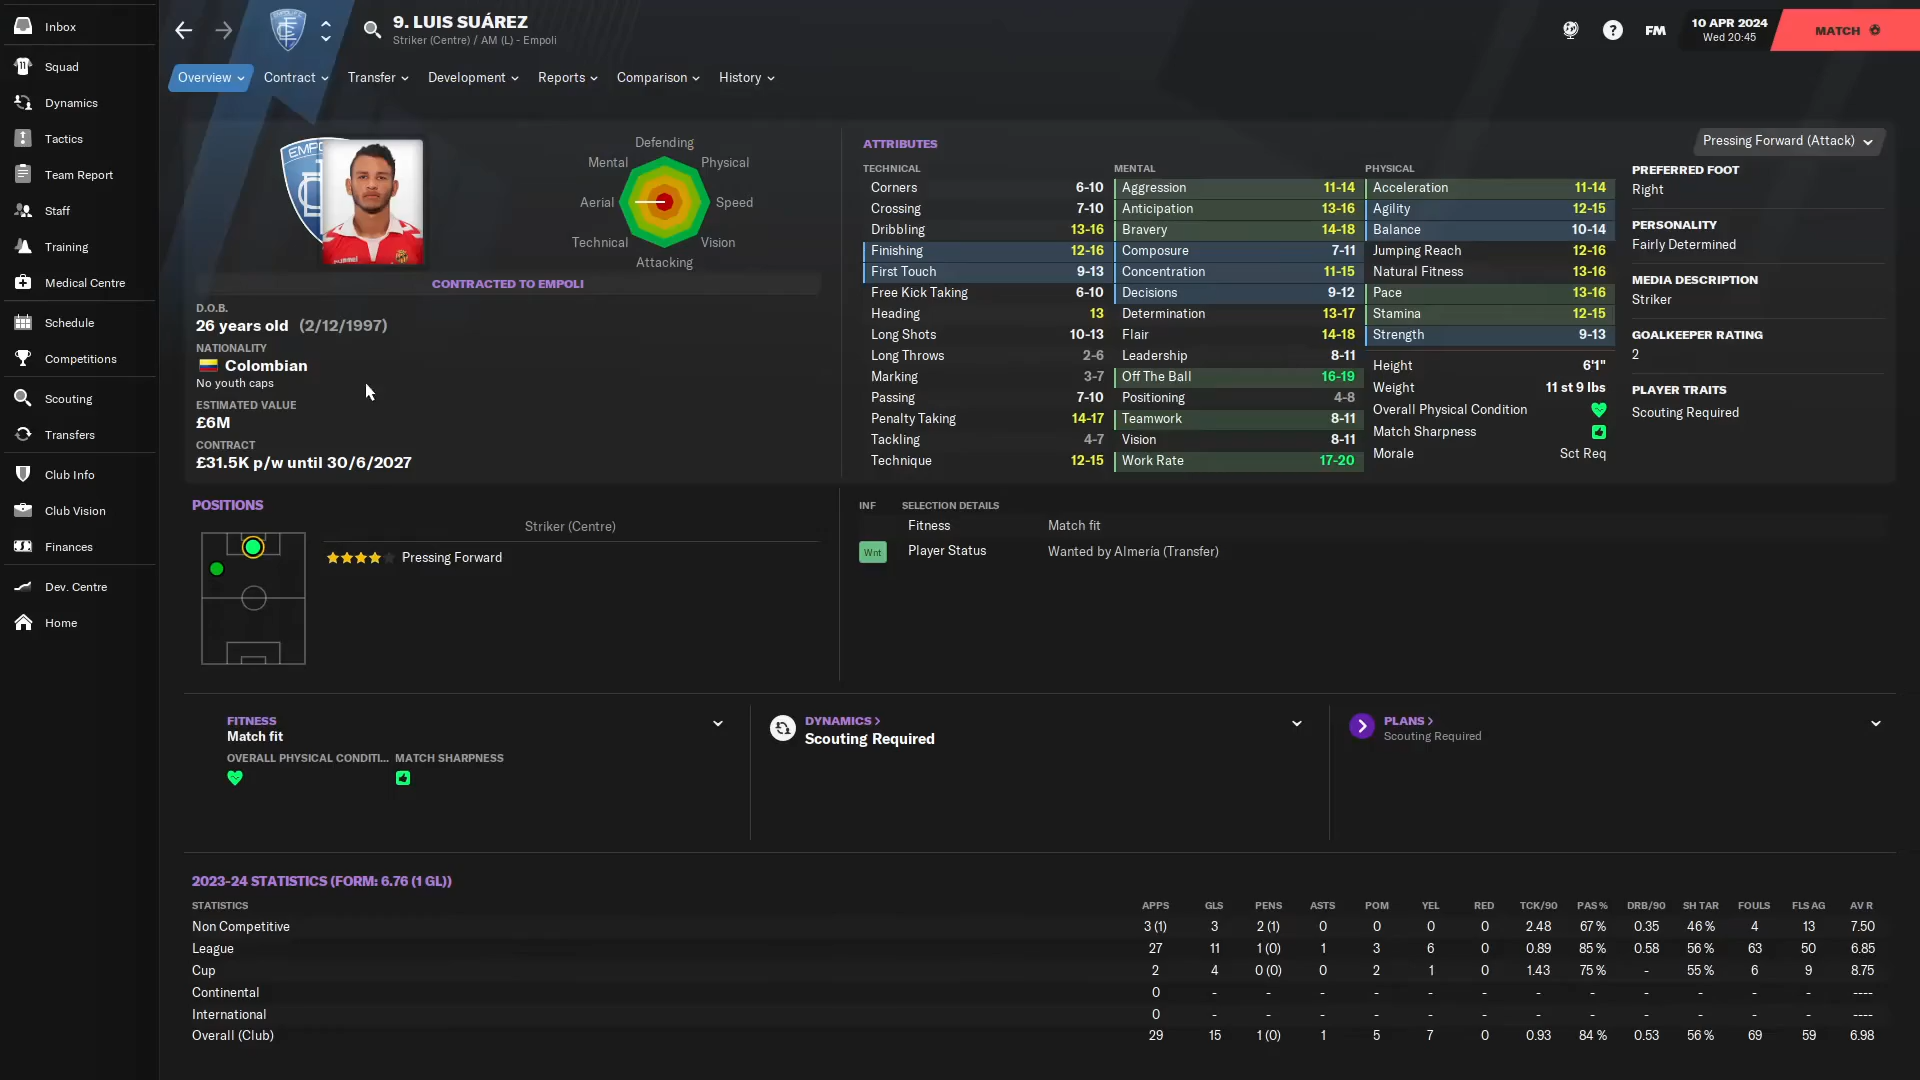 Inbox
Squad
Dynamics
Tactics
Team Report
Staff
Training
Medical Centre
Schedule
Competitions
Scouting
Transfers
Club Info
Club Vision
Finances
Dev. Centre
Home
9. LUIS SUÁREZ
Striker (Centre) / AM (L) - Empoli
FM
10 APR 2024
Wed 20:45
MATCH
Overview Contract Transfer Development Reports Comparison History
EMPO
Defending
Mental Physical
Aerial Speed
Technical Vision
Attacking
CONTRACTED TO EMPOLI
D.O.B.
26 years old (2/12/1997)
NATIONALITY
Colombian
No youth caps
ESTIMATED VALUE
£6M
CONTRACT
£31.5K p/w until 30/6/2027
ATTRIBUTES
Pressing Forward (Attack)
TECHNICAL
Corners 6-10
Crossing 7-10
Dribbling 13-16
Finishing 12-16
First Touch 9-13
Free Kick Taking 6-10
Heading 13
Long Shots 10-13
Long Throws 2-6
Marking 3-7
Passing 7-10
Penalty Taking 14-17
Tackling 4-7
Technique 12-15
MENTAL
Aggression 11-14
Anticipation 13-16
Bravery 14-18
Composure 7-11
Concentration 11-15
Decisions 9-12
Determination 13-17
Flair 14-18
Leadership 8-11
Off The Ball 16-19
Positioning 4-8
Teamwork 8-11
Vision 8-11
Work Rate 17-20
PHYSICAL
Acceleration 11-14
Agility 12-15
Balance 10-14
Jumping Reach 12-16
Natural Fitness 13-16
Pace 13-16
Stamina 12-15
Strength 9-13
Height 6'1"
Weight 11 st 9 lbs
Overall Physical Condition
Match Sharpness
Morale Sct Req
PREFERRED FOOT
Right
PERSONALITY
Fairly Determined
MEDIA DESCRIPTION
Striker
GOALKEEPER RATING
2
PLAYER TRAITS
Scouting Required
POSITIONS
Striker (Centre)
Pressing Forward
INF SELECTION DETAILS
Fitness Match fit
Wnt Player Status Wanted by Almería (Transfer)
FITNESS
Match fit
OVERALL PHYSICAL CONDITI... MATCH SHARPNESS
DYNAMICS >
Scouting Required
PLANS >
Scouting Required
2023-24 STATISTICS (FORM: 6.76 (1 GL))
STATISTICS APPS GLS PENS ASTS POM YEL RED TCK/90 PAS % DRB/90 SH TAR FOULS FLS AG AV R
Non Competitive 3 (1) 3 2 (1) 0 0 0 0 2.48 67 % 0.35 46 % 4 13 7.50
League 27 11 1 (0) 1 3 6 0 0.89 85 % 0.58 56 % 63 50 6.85
Cup 2 4 0 (0) 0 2 1 0 1.43 75 % - 55 % 6 9 8.75
Continental 0 - - - - - - - - - - - - ----
International 0 - - - - - - - - - - - - ----
Overall (Club) 29 15 1 (0) 1 5 7 0 0.93 84 % 0.53 56 % 69 59 6.98